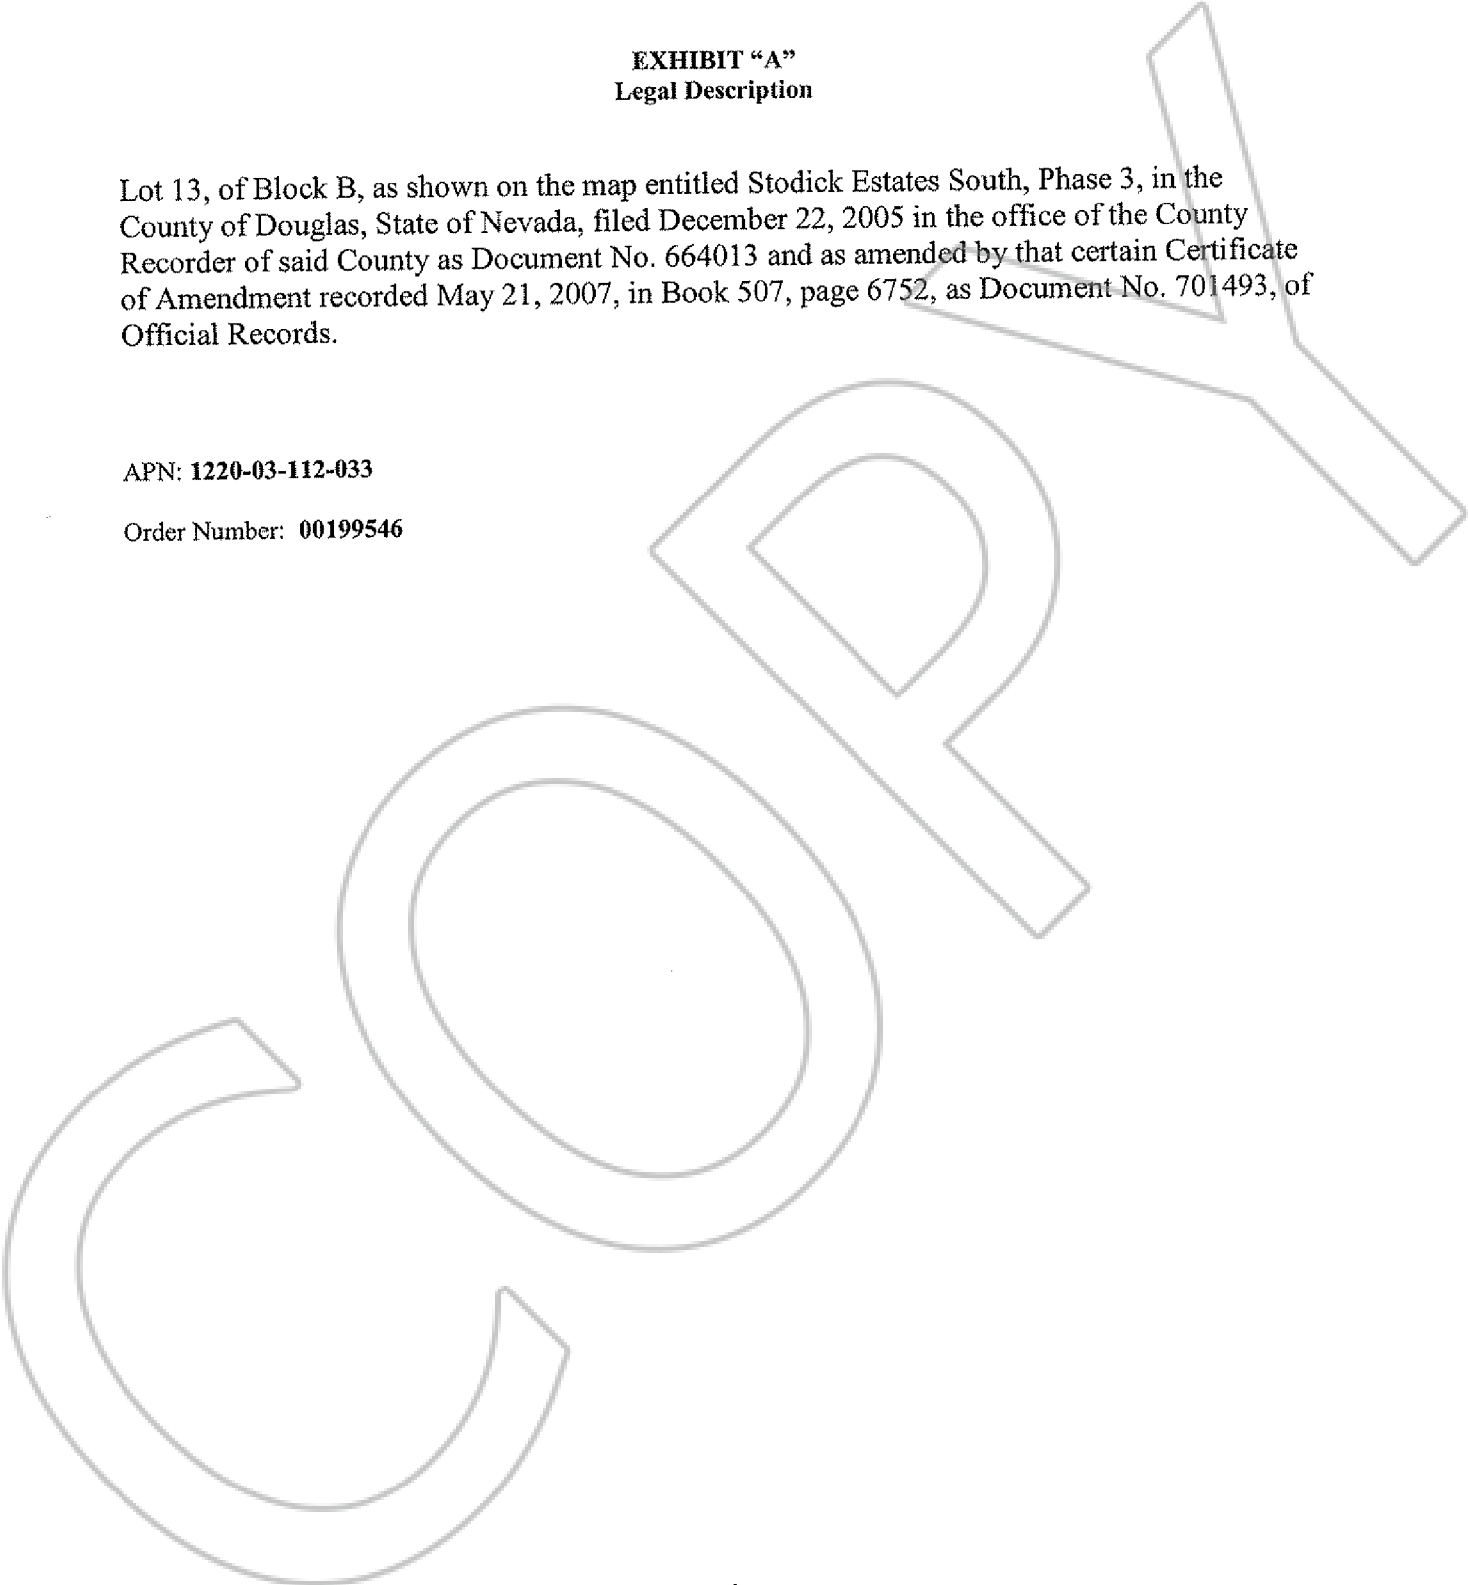 EXHIBIT “A”
Legal Description
Lot 13, of Block B, as shown on the map entitled Stodick Estates South, Phase 3, in the
County of Douglas, State of Nevada, filed December 22, 2005 in the office of the County
Recorder of said County as Document No. 664013 and as amended by that certain Certificate
of Amendment recorded May 21, 2007, in Book 507, page 6752, as Document No. 701493, of
Official Records.
APN: 1220-03-112-033
Order Number: 00199546
COPY